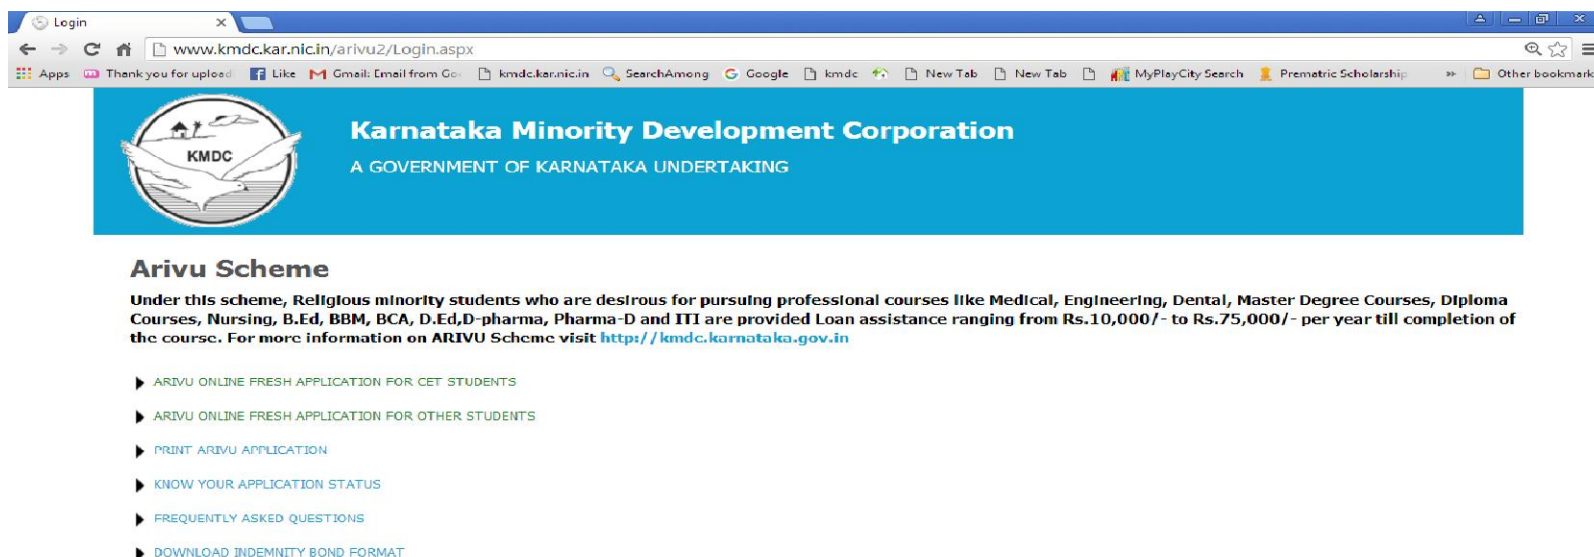 Login
www.kmdc.kar.nic.in/arivu2/Login.aspx
Apps Thank you for upload Like Gmail: Email from Go kmdc.kar.nic.in SearchAmong Google kmdc New Tab New Tab MyPlayCity Search Prematric Scholarship » Other bookmark
KMDC
Karnataka Minority Development Corporation
A GOVERNMENT OF KARNATAKA UNDERTAKING
Arivu Scheme
Under this scheme, Religious minority students who are desirous for pursuing professional courses like Medical, Engineering, Dental, Master Degree Courses, Diploma
Courses, Nursing, B.Ed, BBM, BCA, D.Ed,D-pharma, Pharma-D and ITI are provided Loan assistance ranging from Rs.10,000/- to Rs.75,000/- per year till completion of
the course. For more information on ARIVU Scheme visit http://kmdc.karnataka.gov.in
ARIVU ONLINE FRESH APPLICATION FOR CET STUDENTS
ARIVU ONLINE FRESH APPLICATION FOR OTHER STUDENTS
PRINT ARIVU APPLICATION
KNOW YOUR APPLICATION STATUS
FREQUENTLY ASKED QUESTIONS
DOWNLOAD INDEMNITY BOND FORMAT